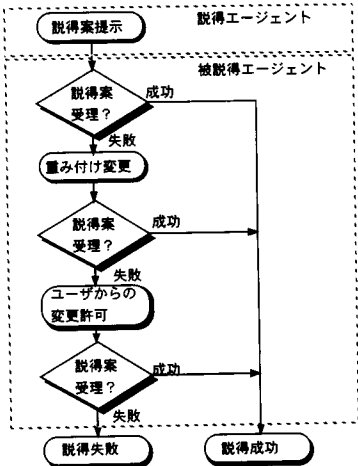 説得案提示
説得エージェント
被説得エージェント
説得案
受理？
成功
失敗
重み付け変更
説得案
受理？
成功
失敗
ユーザからの
変更許可
説得案
受理？
成功
失敗
説得失敗
説得成功